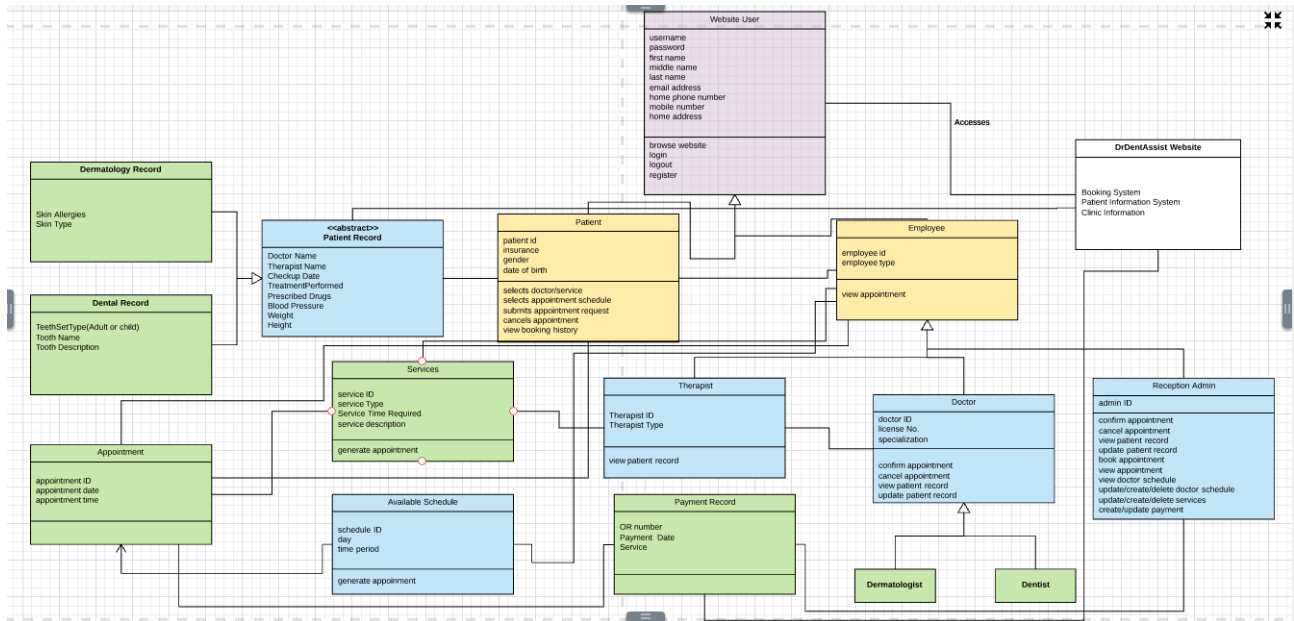 Website User
username
password
first name
middle name
last name
email address
home phone number
mobile number
home address
browse website
login
logout
register
Accesses
DrDentAssist Website
Booking System
Patient Information System
Clinic Information
Dermatology Record
Skin Allergies
Skin Type
<<abstract>>
Patient Record
Doctor Name
Therapist Name
Checkup Date
TreatmentPerformed
Prescribed Drugs
Blood Pressure
Weight
Height
Patient
patient id
insurance
gender
date of birth
selects doctor/service
selects appointment schedule
submits appointment request
cancels appointment
view booking history
Employee
employee id
employee type
view appointment
Dental Record
TeethSetType(Adult or child)
Tooth Name
Tooth Description
Services
service ID
service Type
Service Time Required
service description
generate appointment
Therapist
Therapist ID
Therapist Type
view patient record
Doctor
doctor ID
license No.
specialization
confirm appointment
cancel appointment
view patient record
update patient record
Reception Admin
admin ID
confirm appointment
cancel appointment
view patient record
update patient record
book appointment
view appointment
view doctor schedule
update/create/delete doctor schedule
update/create/delete services
create/update payment
Appointment
appointment ID
appointment date
appointment time
Available Schedule
schedule ID
day
time period
generate appoinment
Payment Record
OR number
Payment Date
Service
Dermatologist
Dentist